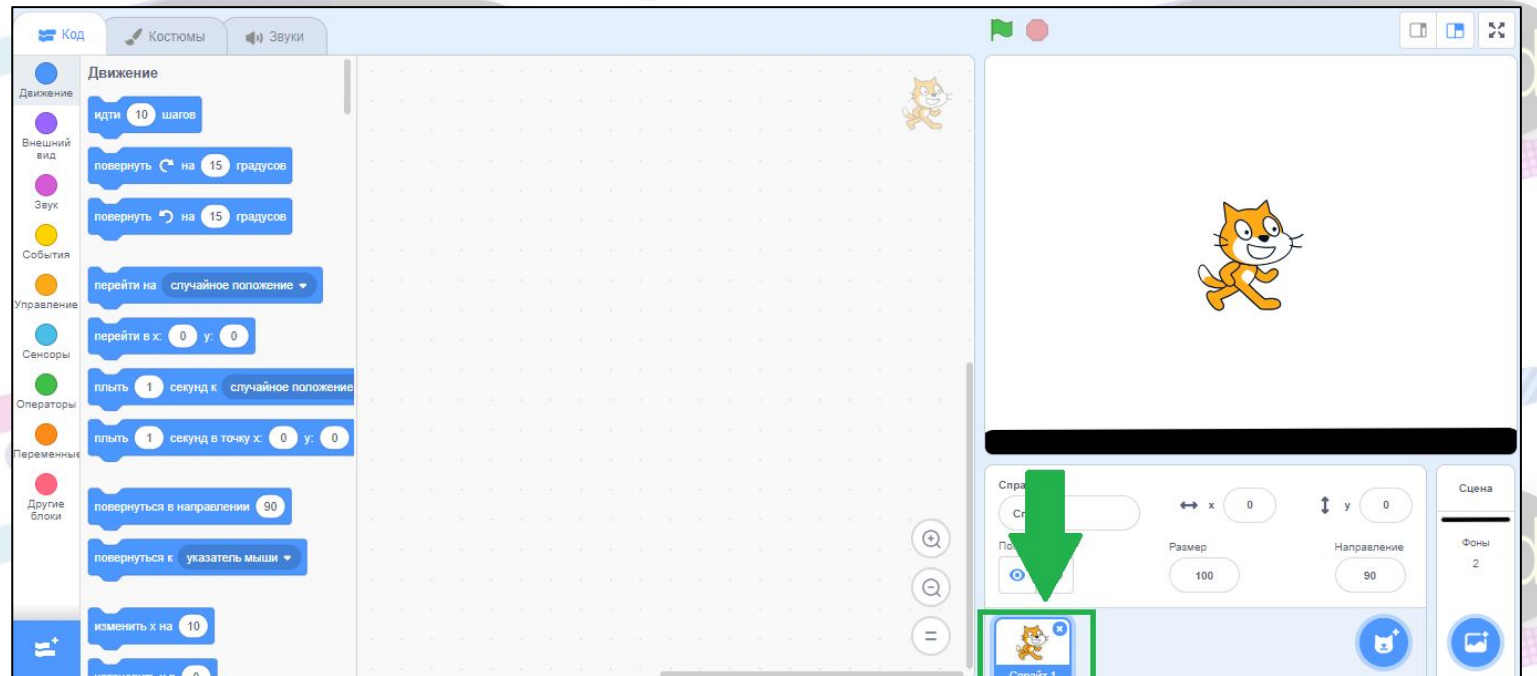 Код
Костюмы
Звуки
Движение
Внешний
вид
Звук
События
Управление
Сенсоры
Операторы
Переменные
Другие
блоки
Движение
идти 10 шагов
повернуть на 15 градусов
повернуть на 15 градусов
перейти на случайное положение
перейти в x: 0 y: 0
плыть 1 секунд к случайное положение
плыть 1 секунд в точку x: 0 y: 0
повернуться в направлении 90
повернуться к указатель мыши
изменить x на 10
x 0
y 0
Размер
100
Направление
90
Спрайт 1
Сцена
Фоны
2